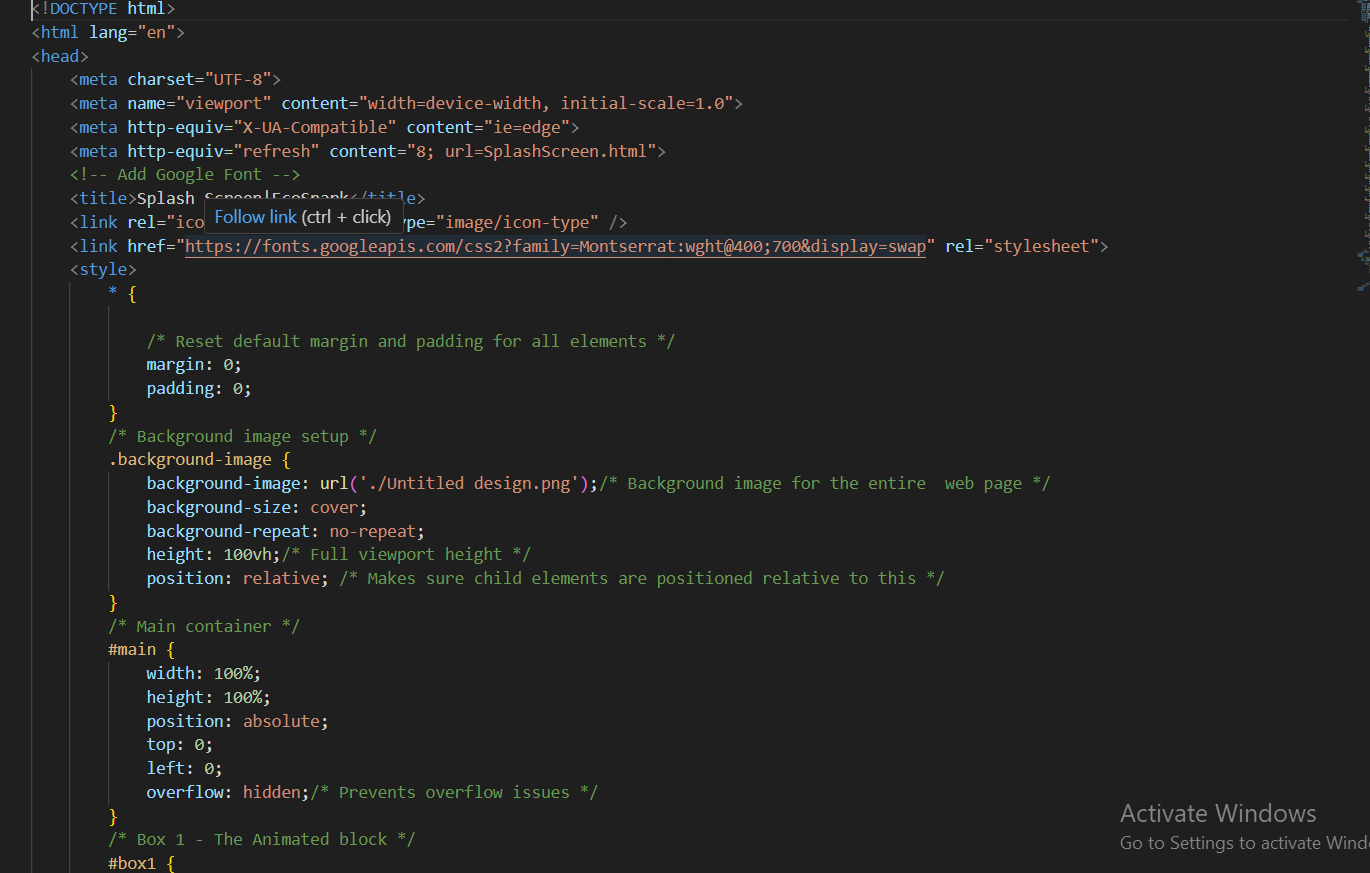 <!DOCTYPE html>
<html lang="en">
<head>
<meta charset="UTF-8">
<meta name="viewport" content="width=device-width, initial-scale=1.0">
<meta http-equiv="X-UA-Compatible" content="ie=edge">
<meta http-equiv="refresh" content="8; url=SplashScreen.html">
<!-- Add Google Font -->
<title>Splash Screen|EcoSpark</title>
<link rel="ico
Follow link (ctrl + click)
ype="image/icon-type" />
<link href="https://fonts.googleapis.com/css2?family=Montserrat:wght@400;700&display=swap" rel="stylesheet">
<style>
* {
/* Reset default margin and padding for all elements */
margin: 0;
padding: 0;
}
/* Background image setup */
.background-image {
background-image: url('./Untitled design.png');/* Background image for the entire  web page */
background-size: cover;
background-repeat: no-repeat;
height: 100vh;/* Full viewport height */
position: relative; /* Makes sure child elements are positioned relative to this */
}
/* Main container */
#main {
width: 100%;
height: 100%;
position: absolute;
top: 0;
left: 0;
overflow: hidden;/* Prevents overflow issues */
}
/* Box 1 - The Animated block */
#box1 {
Activate Windows
Go to Settings to activate Wind